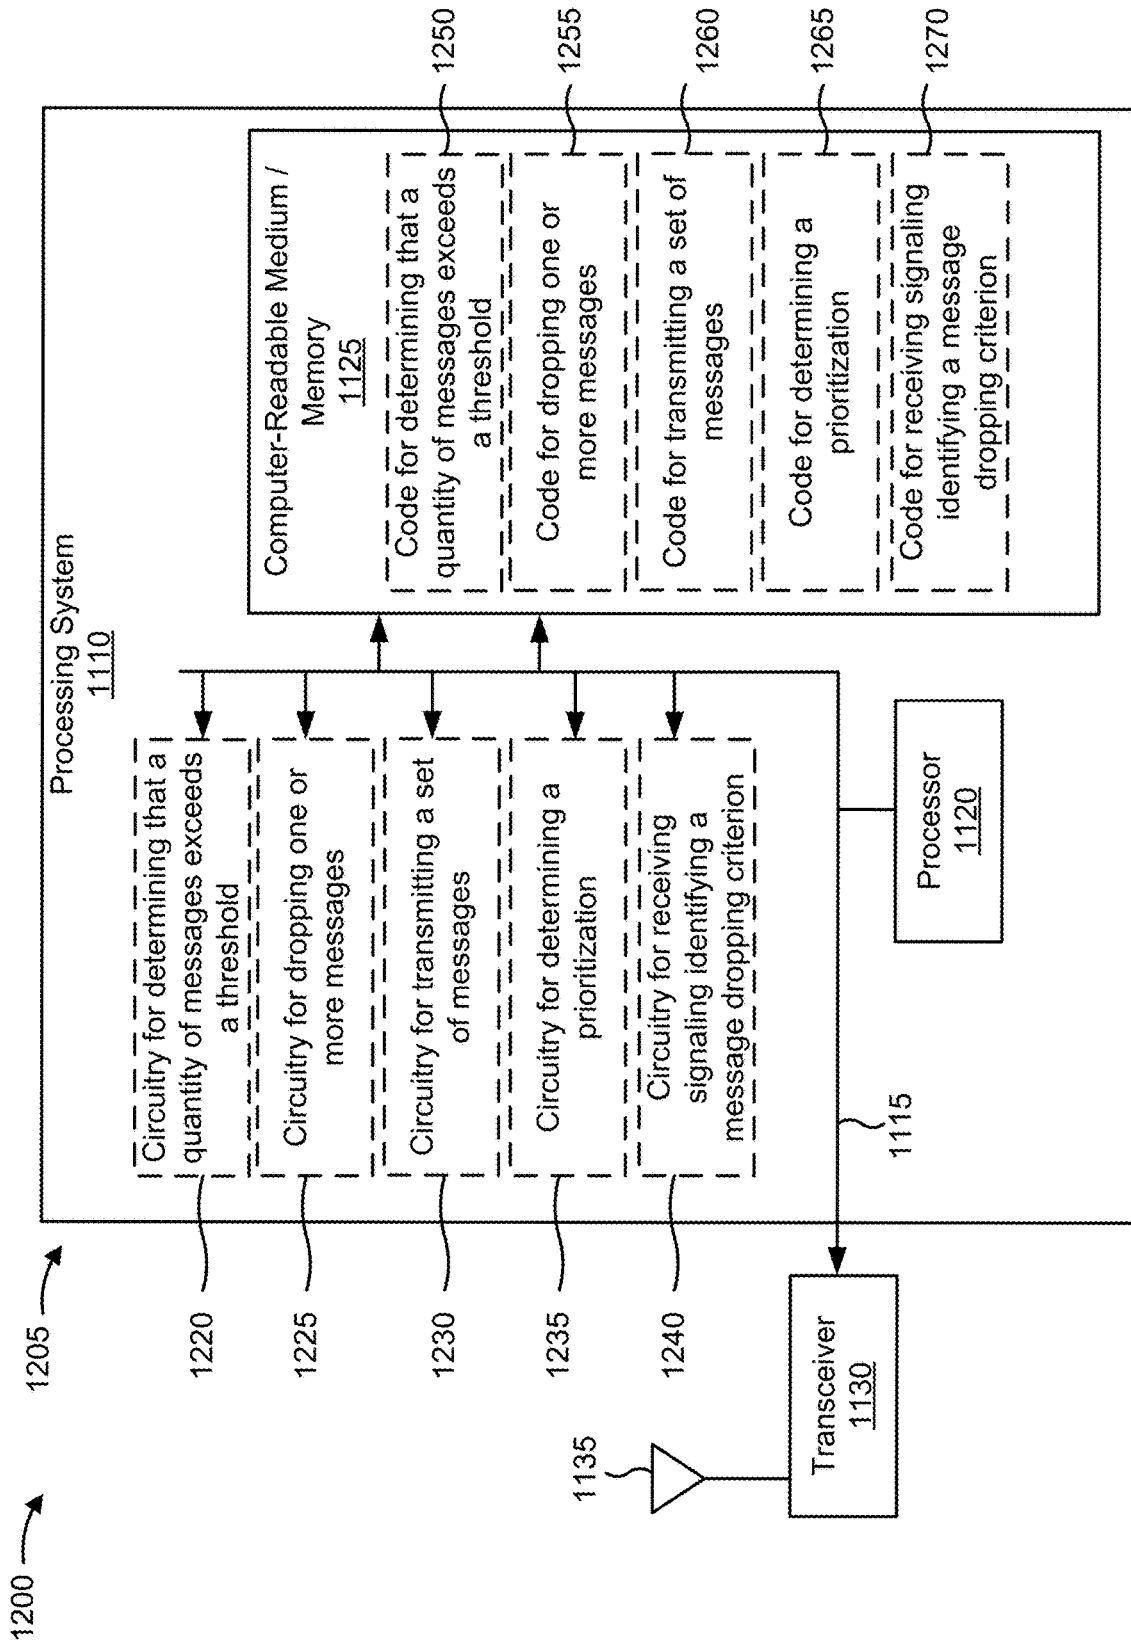 1200
1205
Processing System
1110
1220
Circuitry for determining that a
quantity of messages exceeds
a threshold
1225
Circuitry for dropping one or
more messages
1230
Circuitry for transmitting a set
of messages
1235
Circuitry for determining a
prioritization
1240
Circuitry for receiving
signaling identifying a
message dropping criterion
Computer-Readable Medium /
Memory
1125
Code for determining that a
quantity of messages exceeds
a threshold
1250
Code for dropping one or
more messages
1255
Code for transmitting a set of
messages
1260
Code for determining a
prioritization
1265
Code for receiving signaling
identifying a message
dropping criterion
1270
1135
Transceiver
1130
1115
Processor
1120